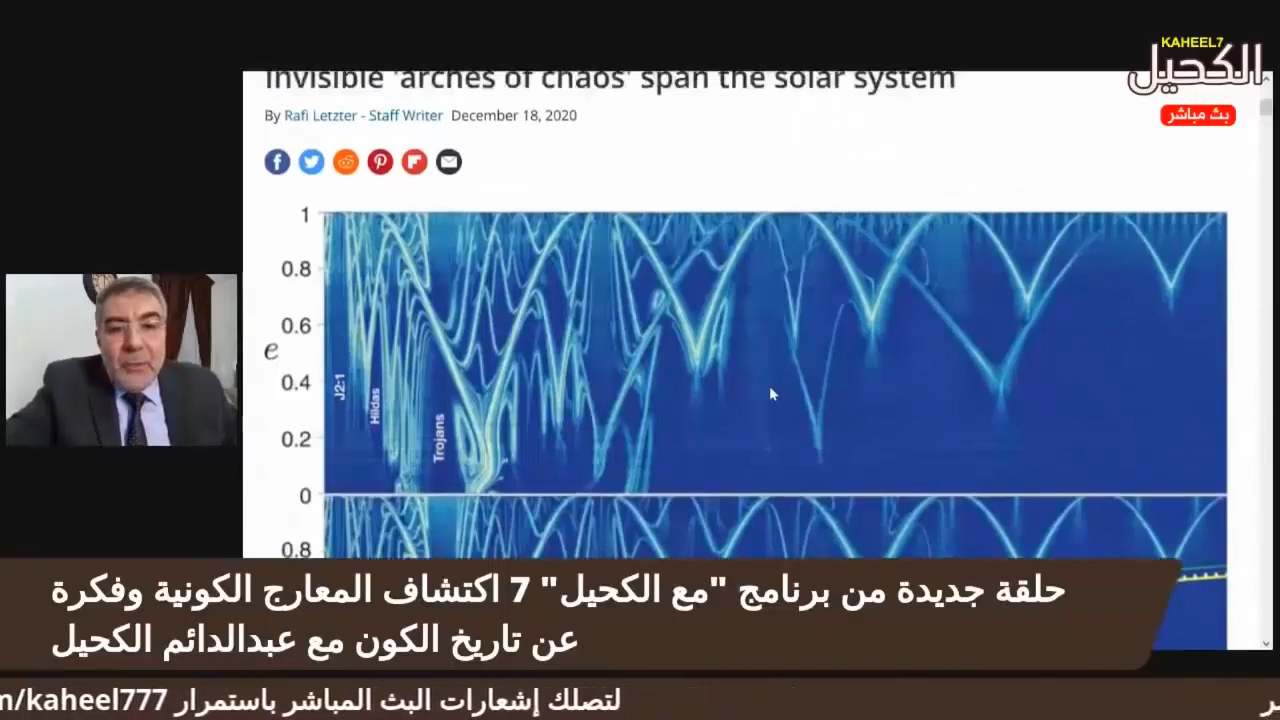 KAHEEL7
الكحيل
بث مباشر
Invisible 'arches of chaos' span the solar system
By Rafi Letzter - Staff Writer December 18, 2020
1
0.8
0.6
e
0.4
0.2
0
0.8
J2:1
Hildas
Trojans
حلقة جديدة من برنامج "مع الكحيل" 7 اكتشاف المعارج الكونية وفكرة
عن تاريخ الكون مع عبدالدائم الكحيل
لتصلك إشعارات البث المباشر باستمرار m/kaheel777